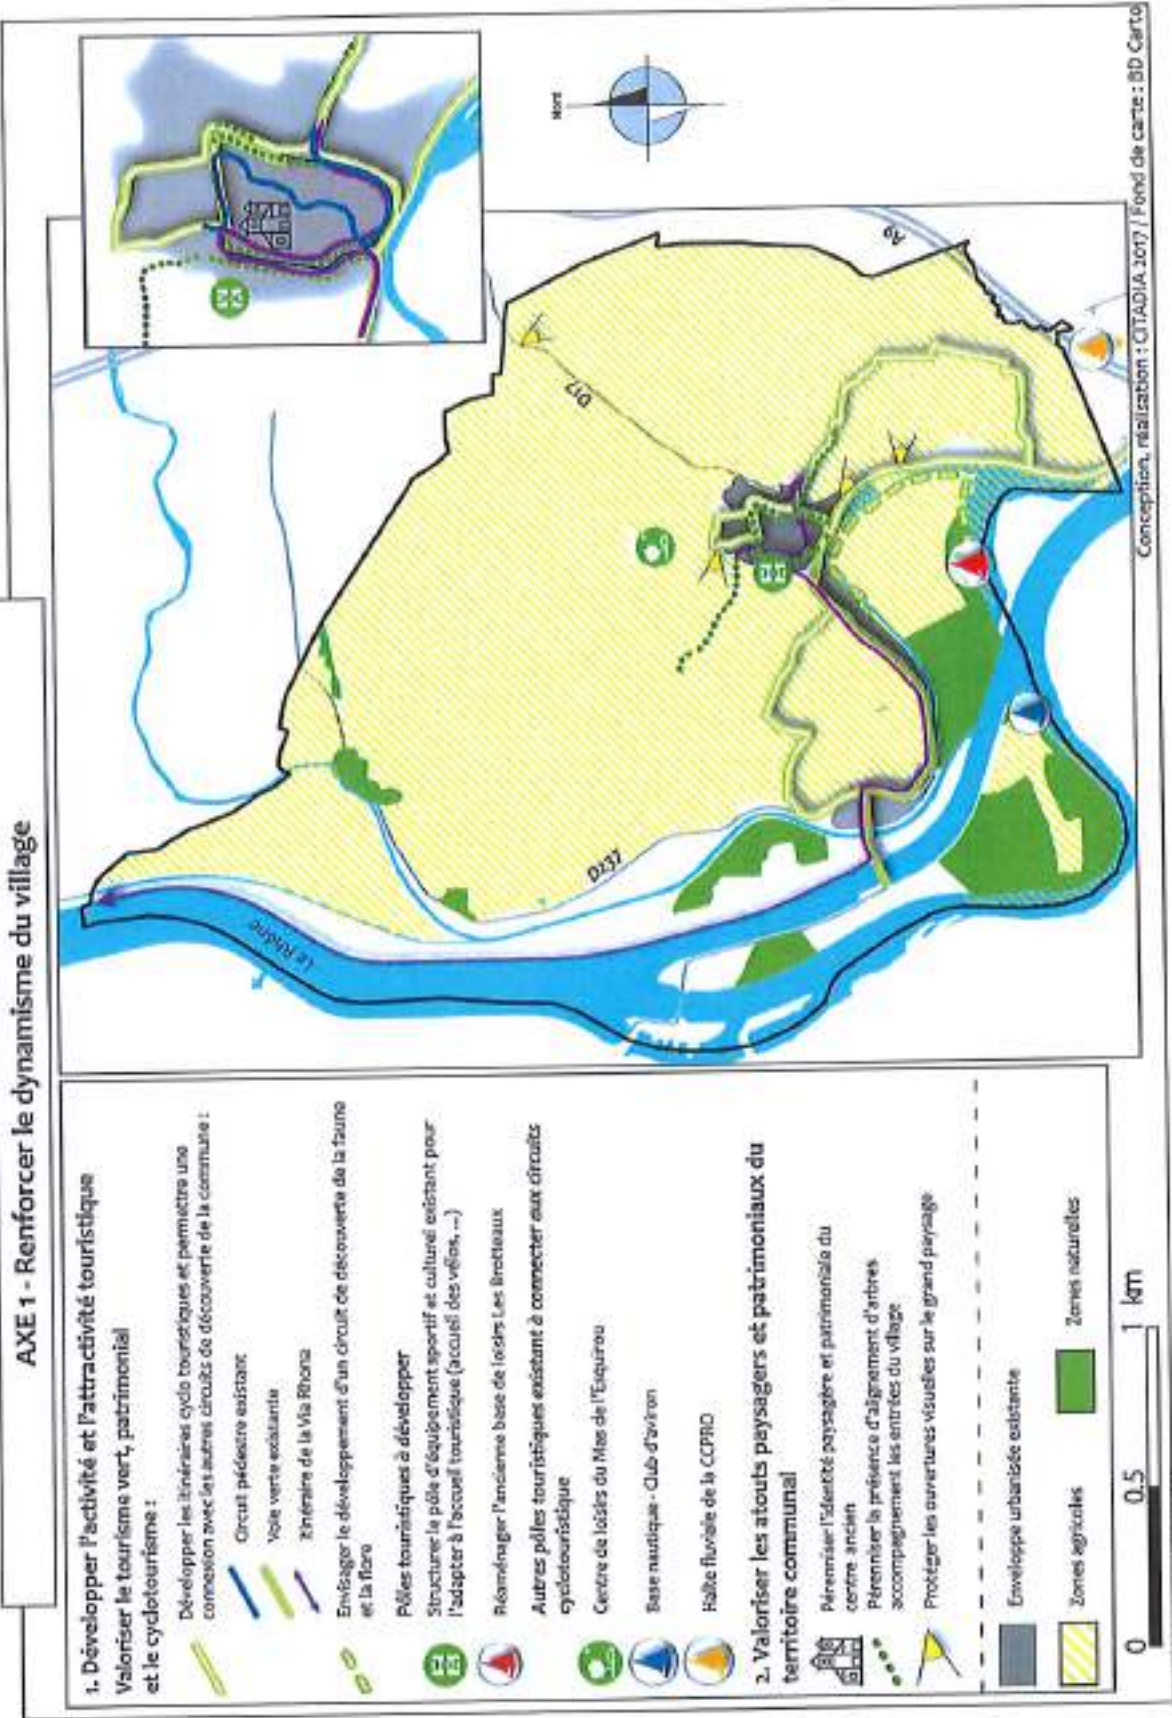 AXE 1 - Renforcer le dynamisme du village
1. Développer l'activité et l'attractivité touristique
Valoriser le tourisme vert, patrimonial
et le cyclotourisme :
Développer les itinéraires cyclo touristiques et permettre une
connexion avec les autres circuits de découverte de la commune :
Circuit pédestre existant
Voie verte existante
Itinéraire de la Via Rhona
Envisager le développement d'un circuit de découverte de la faune
et la flore
Pôles touristiques à développer
Structurer le pôle d'équipement sportif et culturel existant pour
l'adapter à l'accueil touristique (accueil des vélos, ...)
Réaménager l'ancienne base de loisirs Les Brotteaux
Autres pôles touristiques existant à connecter aux circuits
cyclotouristique
Centre de loisirs du Mas de l'Esquirou
Base nautique - Club d'aviron
Halte fluviale de la CCPRO
2. Valoriser les atouts paysagers et patrimoniaux du
territoire communal
Pérenniser l'identité paysagère et patrimoniale du
centre ancien
Pérenniser la présence d'alignement d'arbres
accompagnement les entrées du village
Protéger les ouvertures visuelles sur le grand paysage
Enveloppe urbanisée existante
Zones agricoles
Zones naturelles
0 0,5 1 km
Le Rhône
D237
D17
A9
Nord
Conception, réalisation : CITADIA 2017 / Fond de carte : BD Carto